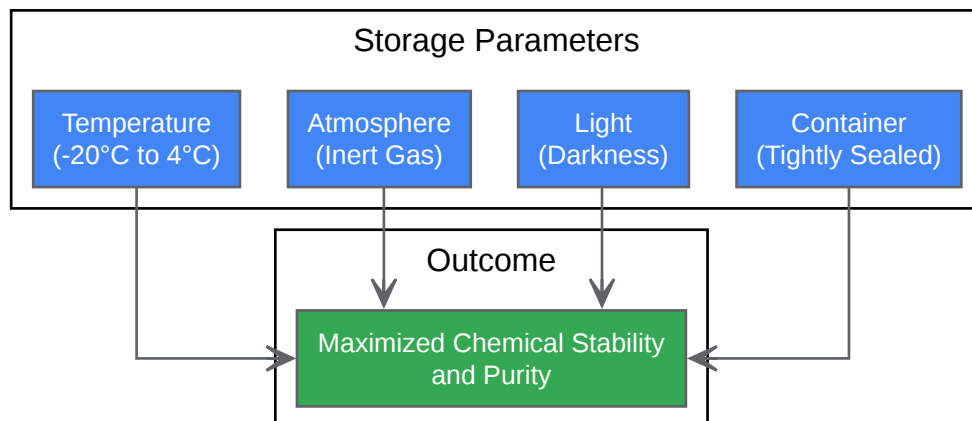 Storage Parameters
Temperature
(-20°C to 4°C)
Atmosphere
(Inert Gas)
Light
(Darkness)
Container
(Tightly Sealed)
Outcome
Maximized Chemical Stability
and Purity